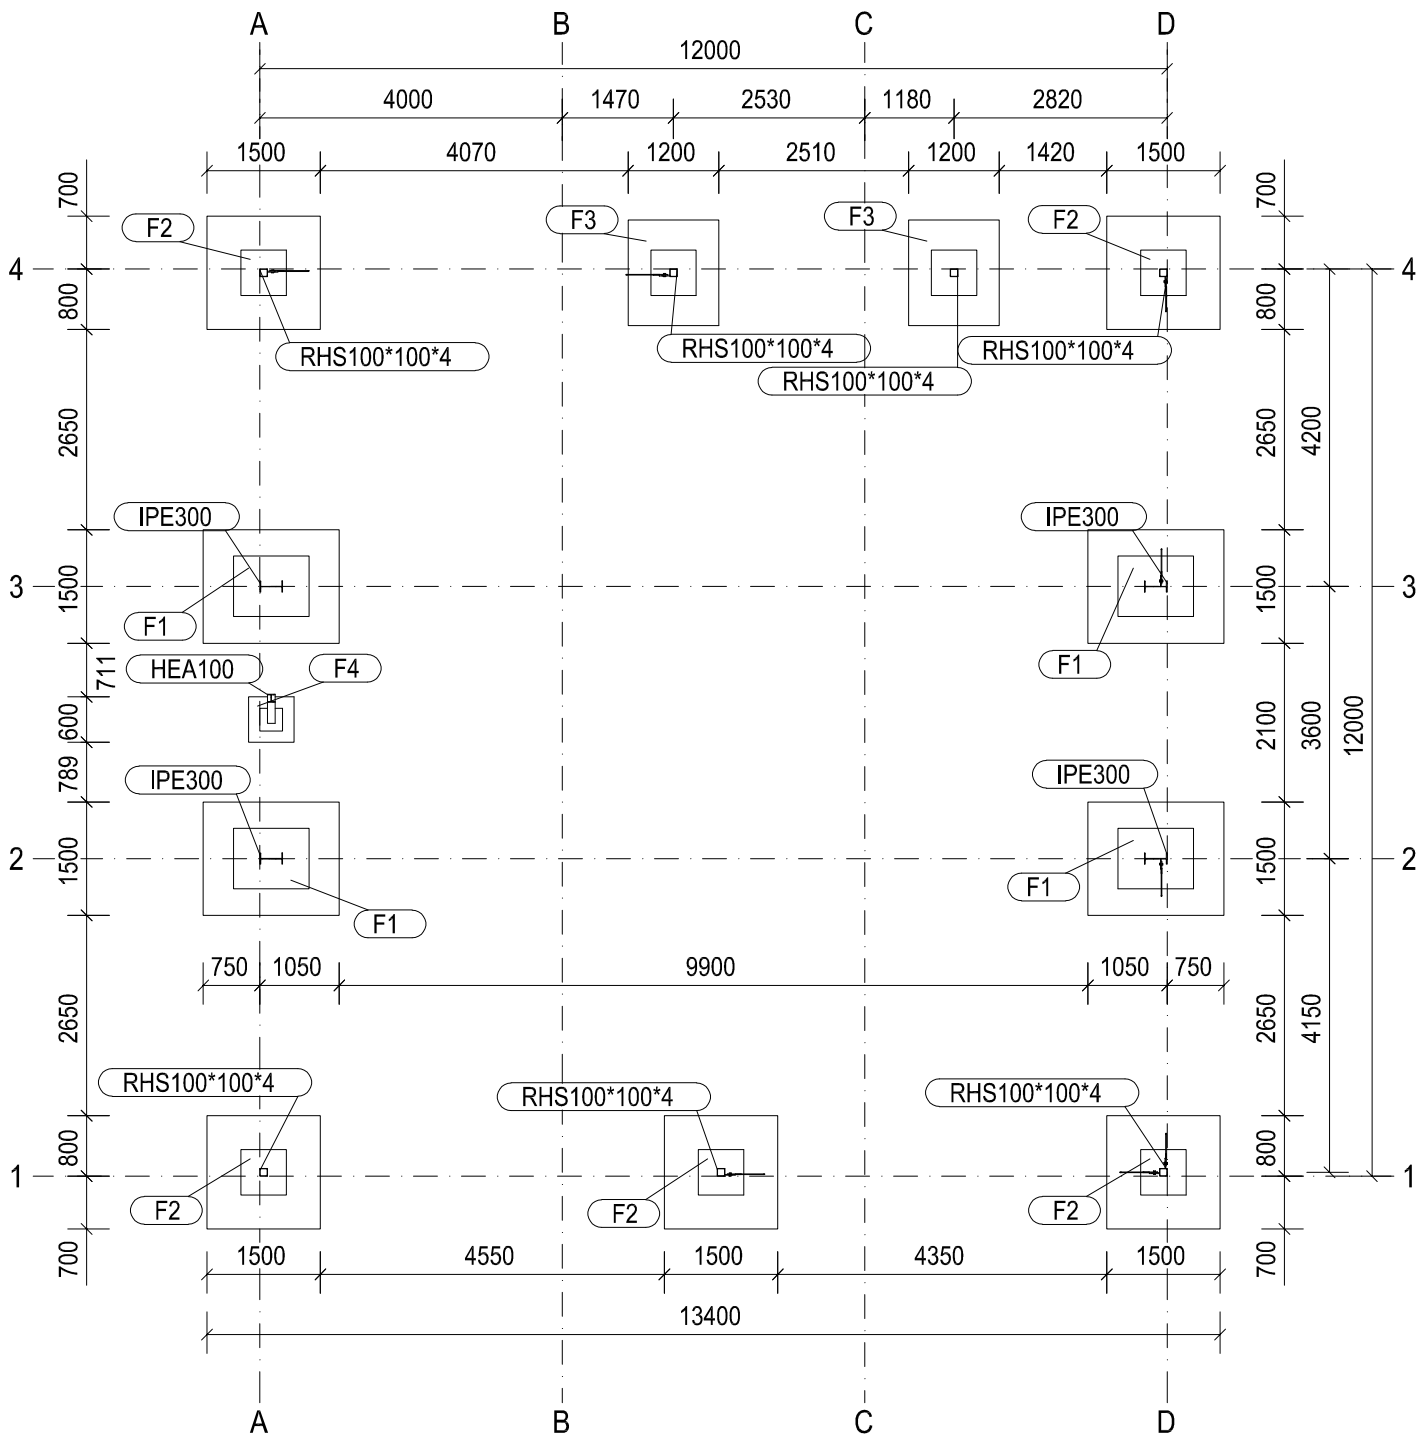 A B C D
12000
4000 1470 2530 1180 2820
1500 4070 1200 2510 1200 1420 1500
700 700
F2 F3 F3 F2
4 4
800 800
RHS100*100*4 RHS100*100*4 RHS100*100*4
RHS100*100*4
2650 2650 4200
IPE300 IPE300
3 1500 1500 3
F1 F1
711 HEA100 F4
600 2100 3600 12000
789 IPE300 IPE300
2 1500 1500 2
F1 F1
750 1050 9900 1050 750
2650 2650 4150
RHS100*100*4 RHS100*100*4 RHS100*100*4
800 800
1 1
F2 F2 F2
700 1500 4550 1500 4350 1500 700
13400
A B C D